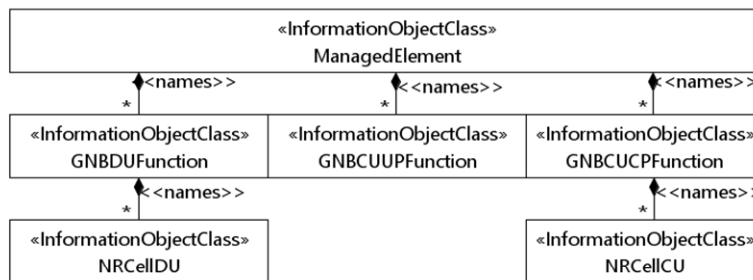 «InformationObjectClass»
ManagedElement
<<names>>
<<names>>
<<names>>
*
*
*
«InformationObjectClass»
GNBDUFunction
«InformationObjectClass»
GNBCUUPFunction
«InformationObjectClass»
GNBCUCPFunction
<<names>>
<<names>>
*
*
«InformationObjectClass»
NRCellDU
«InformationObjectClass»
NRCellCU